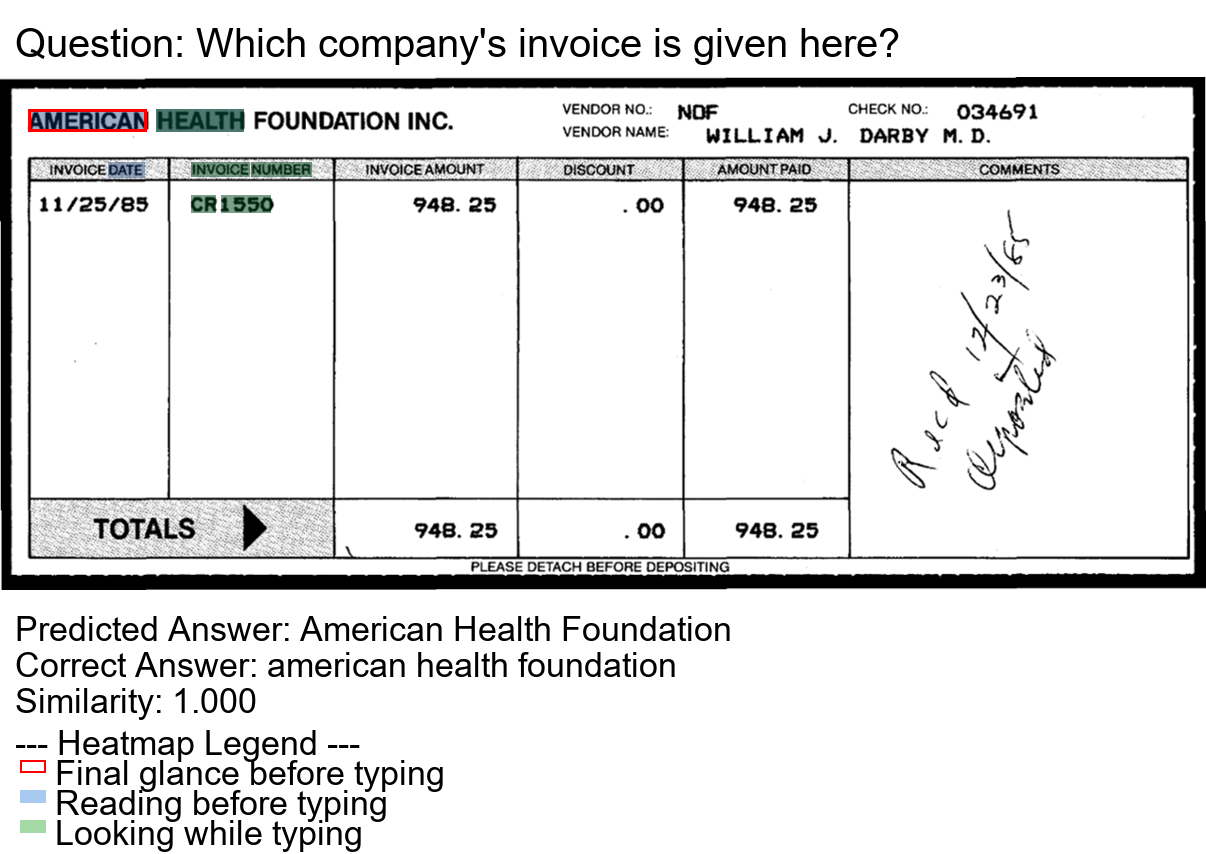 Question: Which company's invoice is given here?
AMERICAN HEALTH FOUNDATION INC.
VENDOR NO.: NDF
CHECK NO.: 034691
VENDOR NAME: WILLIAM J. DARBY M. D.
INVOICE DATE INVOICE NUMBER INVOICE AMOUNT DISCOUNT AMOUNT PAID COMMENTS
11/25/85 CR1550 948. 25 . 00 948. 25
Recd 12/23/85
deposited
TOTALS 948. 25 . 00 948. 25
PLEASE DETACH BEFORE DEPOSITING
Predicted Answer: American Health Foundation
Correct Answer: american health foundation
Similarity: 1.000
--- Heatmap Legend ---
Final glance before typing
Reading before typing
Looking while typing